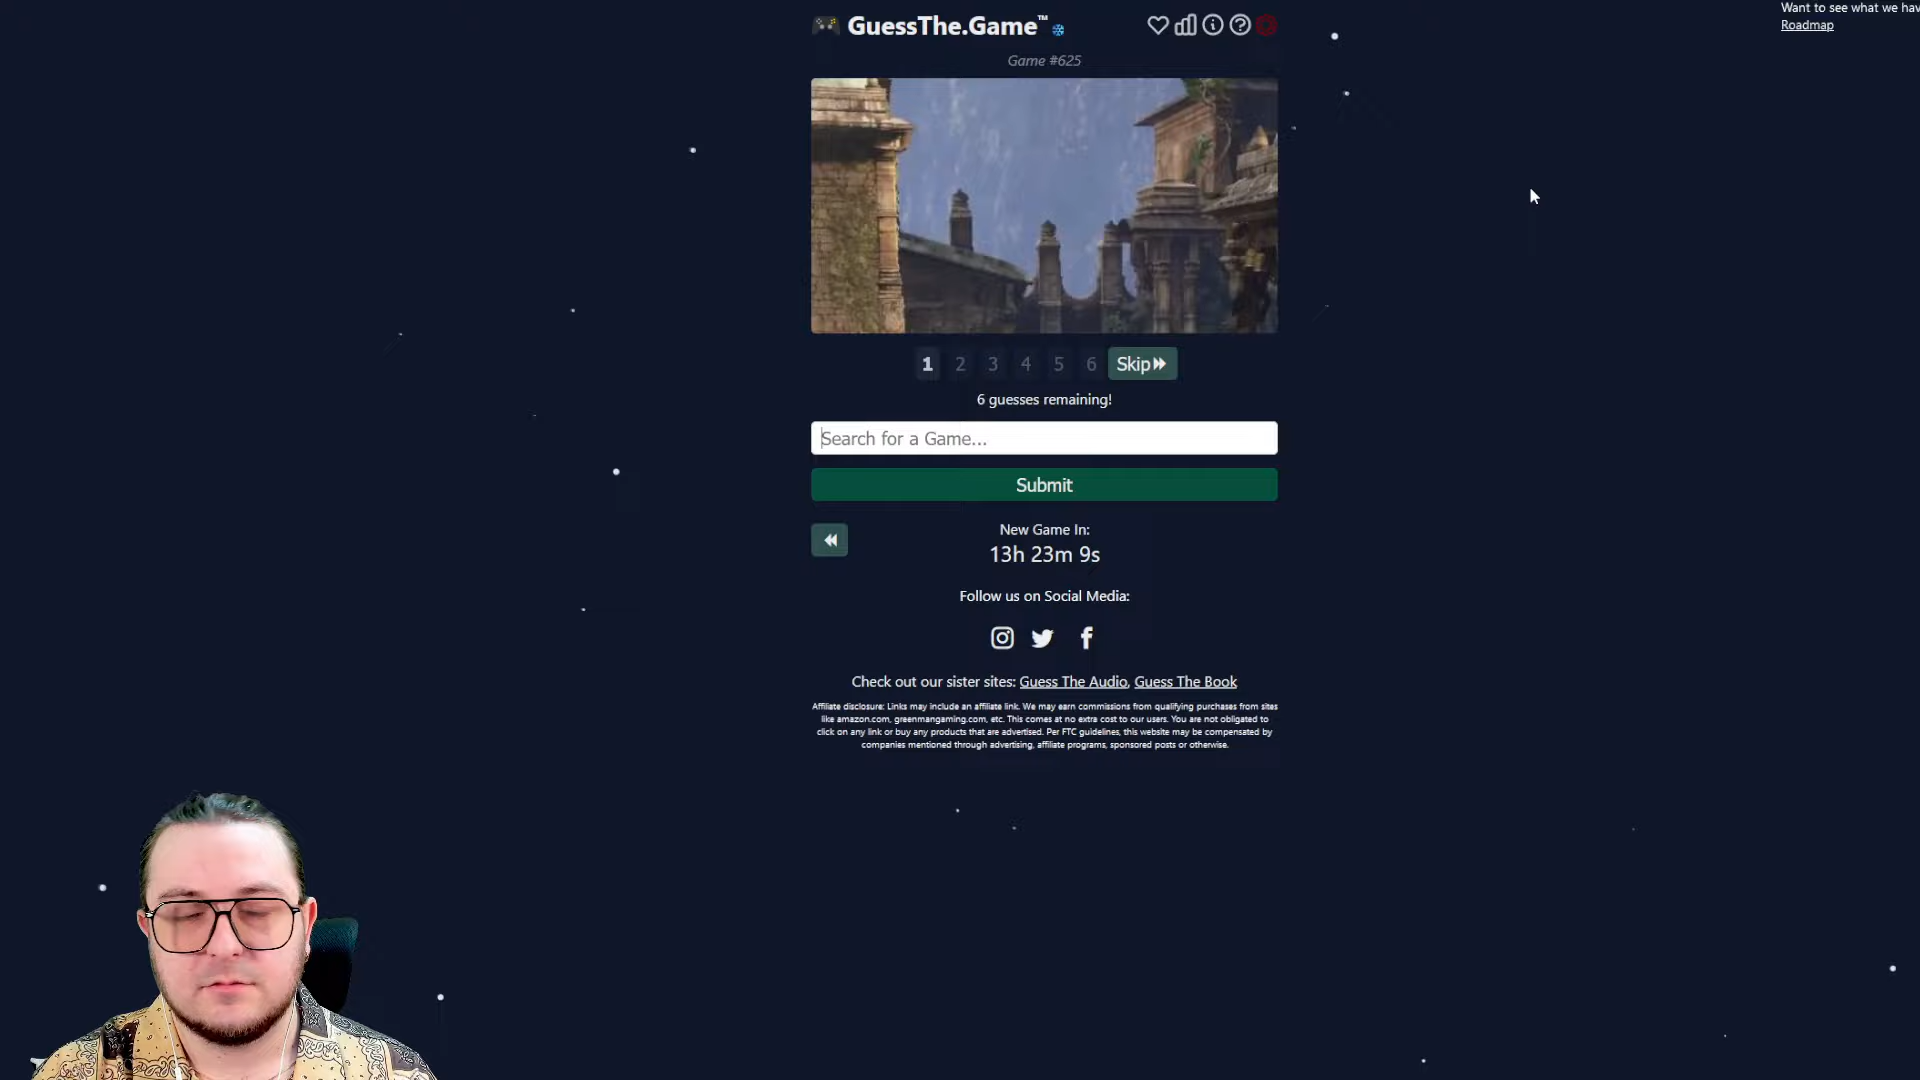 Want to see what we hav
Roadmap
GuessThe.Game™
Game #625
1 2 3 4 5 6 Skip
6 guesses remaining!
Search for a Game...
Submit
New Game In:
13h 23m 9s
Follow us on Social Media:
Check out our sister sites: Guess The Audio, Guess The Book
Affiliate disclosure: Links may include an affiliate link. We may earn commissions from qualifying purchases from sites
like amazon.com, greenmangaming.com, etc. This comes at no extra cost to our users. You are not obligated to
click on any link or buy any products that are advertised. Per FTC guidelines, this website may be compensated by
companies mentioned through advertising, affiliate programs, sponsored posts or otherwise.